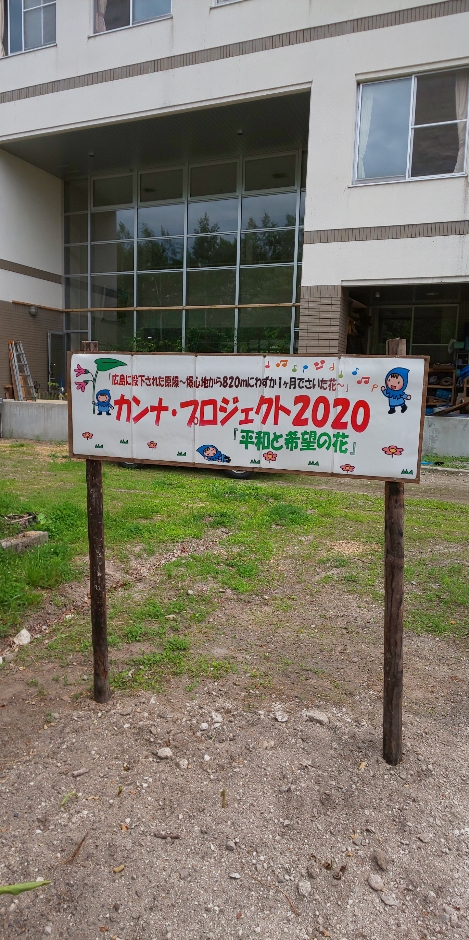 「広島に投下された原爆〜爆心地から820mにわずか1ヶ月でさいた花〜」
カンナ・プロジェクト2020
『平和と希望の花』